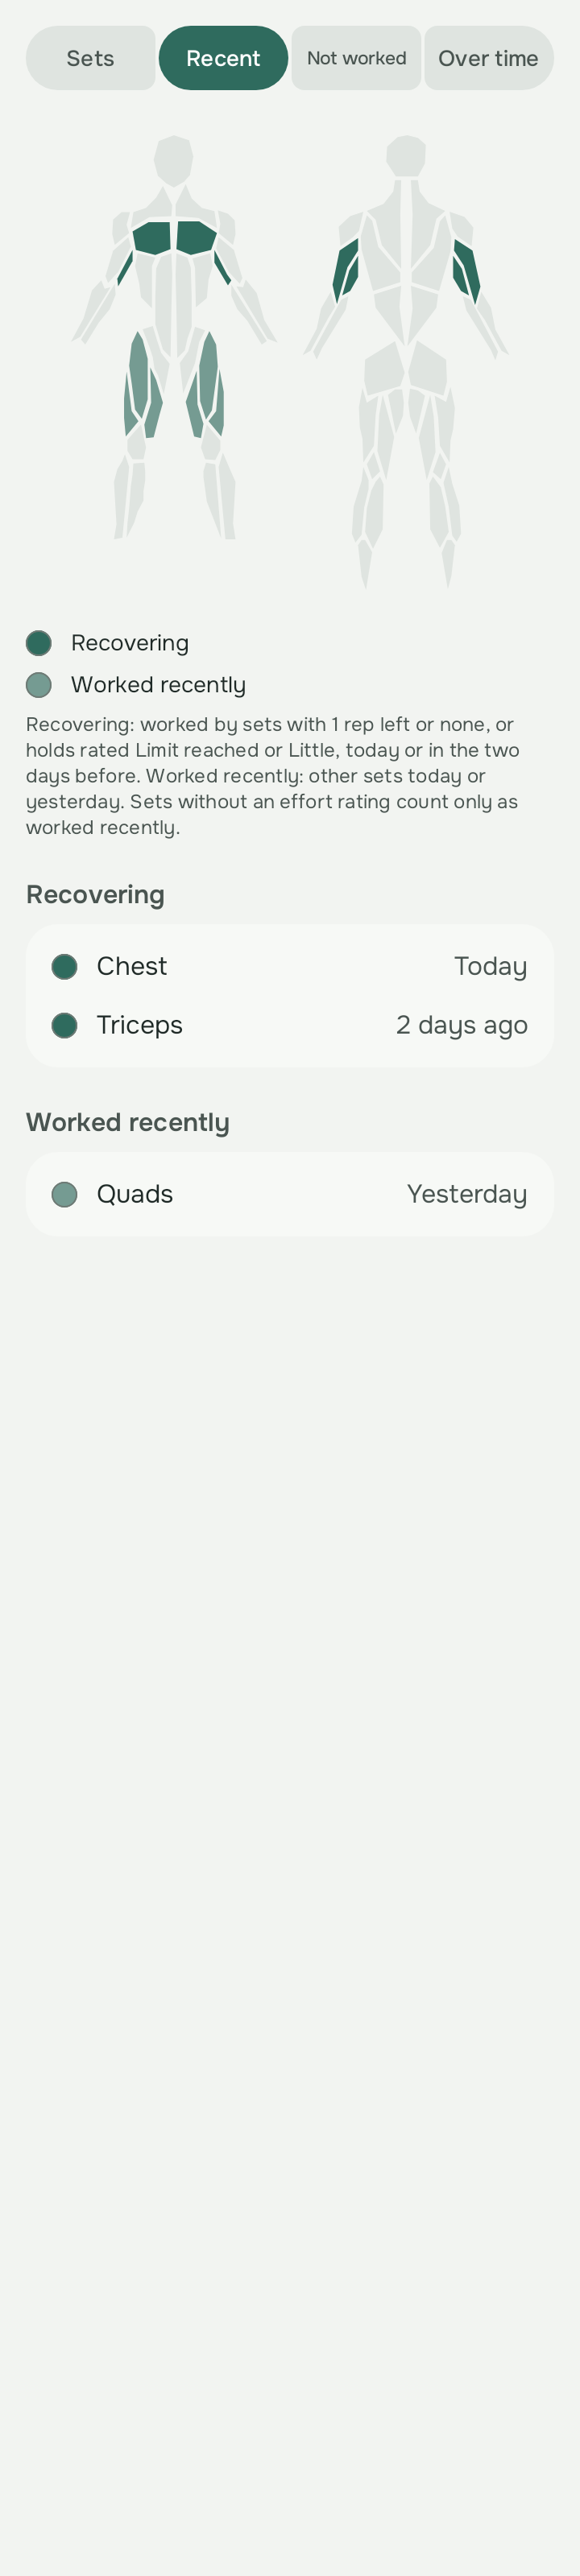 Sets
Recent
Not worked
Over time
Recovering
Worked recently
Recovering: worked by sets with 1 rep left or none, or
holds rated Limit reached or Little, today or in the two
days before. Worked recently: other sets today or
yesterday. Sets without an effort rating count only as
worked recently.
Recovering
Chest Today
Triceps 2 days ago
Worked recently
Quads Yesterday